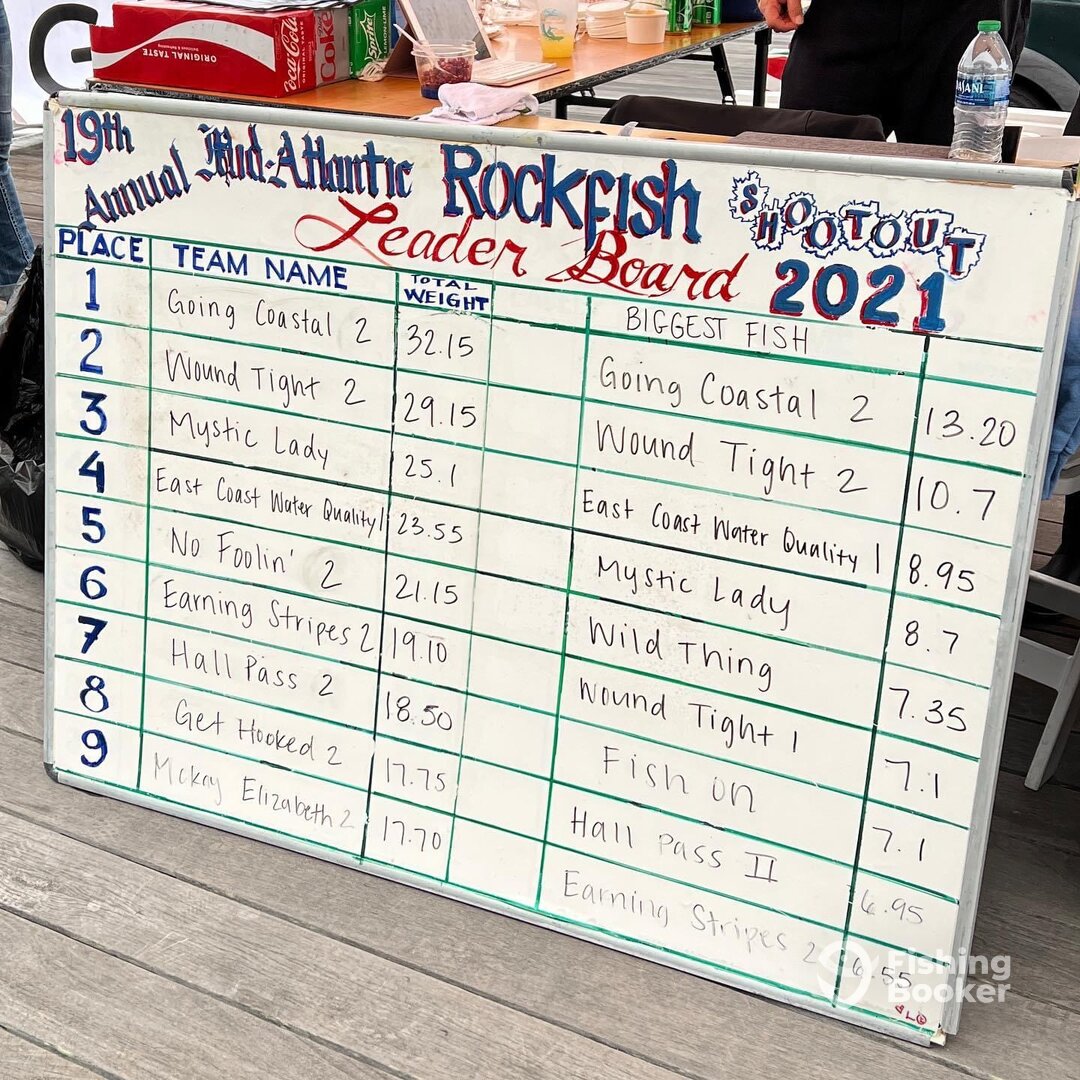 ORIGINAL TASTE
Coca-Cola
Coke
Sprite
DASANI
19th
Annual Mid-Atlantic Rockfish SHOOTOUT
Leader Board 2021
PLACE TEAM NAME TOTAL WEIGHT BIGGEST FISH
1 Going Coastal 2 32.15 Going Coastal 2 13.20
2 Wound Tight 2 29.15 Wound Tight 2 10.7
3 Mystic Lady 25.1 East Coast Water Quality 1 8.95
4 East Coast Water Quality 1 23.55 Mystic Lady 8.7
5 No Foolin' 2 21.15 Wild Thing 7.35
6 Earning Stripes 2 19.10 Wound Tight 1 7.1
7 Hall Pass 2 18.50 Fish on 7.1
8 Get Hooked 2 17.75 Hall Pass II 6.95
9 Mckay Elizabeth 2 17.70 Earning Stripes 2 6.55
Fishing
Booker